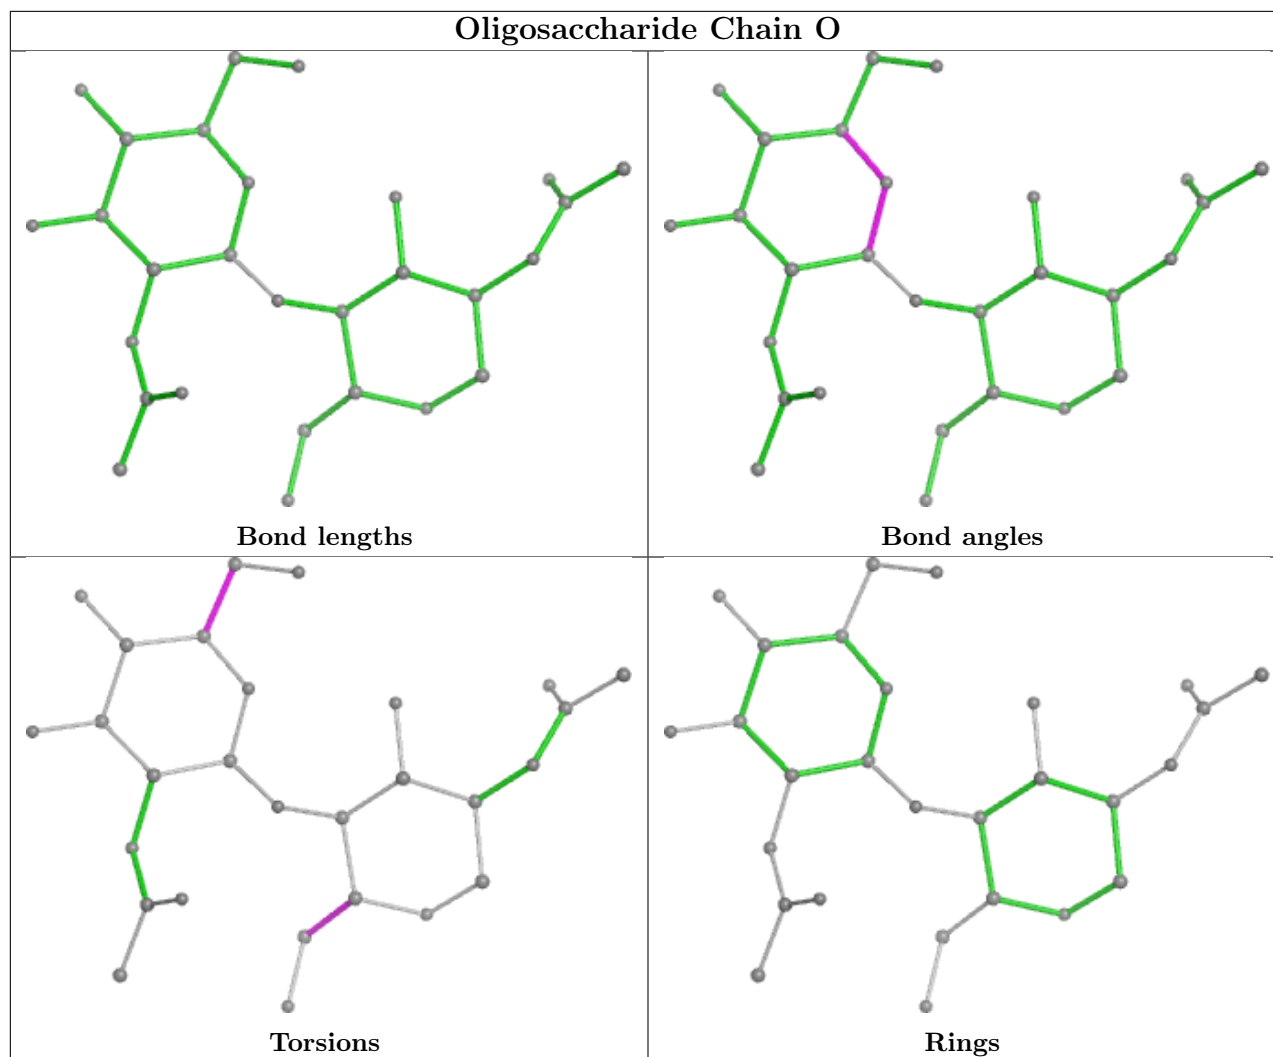 Oligosaccharide Chain O
Bond lengths
Bond angles
Torsions
Rings